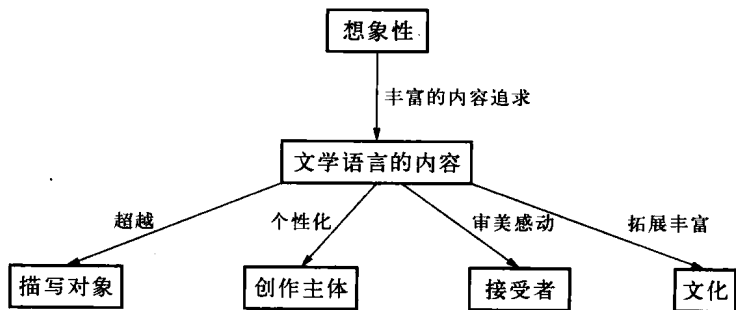 想象性
丰富的内容追求
文学语言的内容
超越
个性化
审美感动
拓展丰富
描写对象
创作主体
接受者
文化